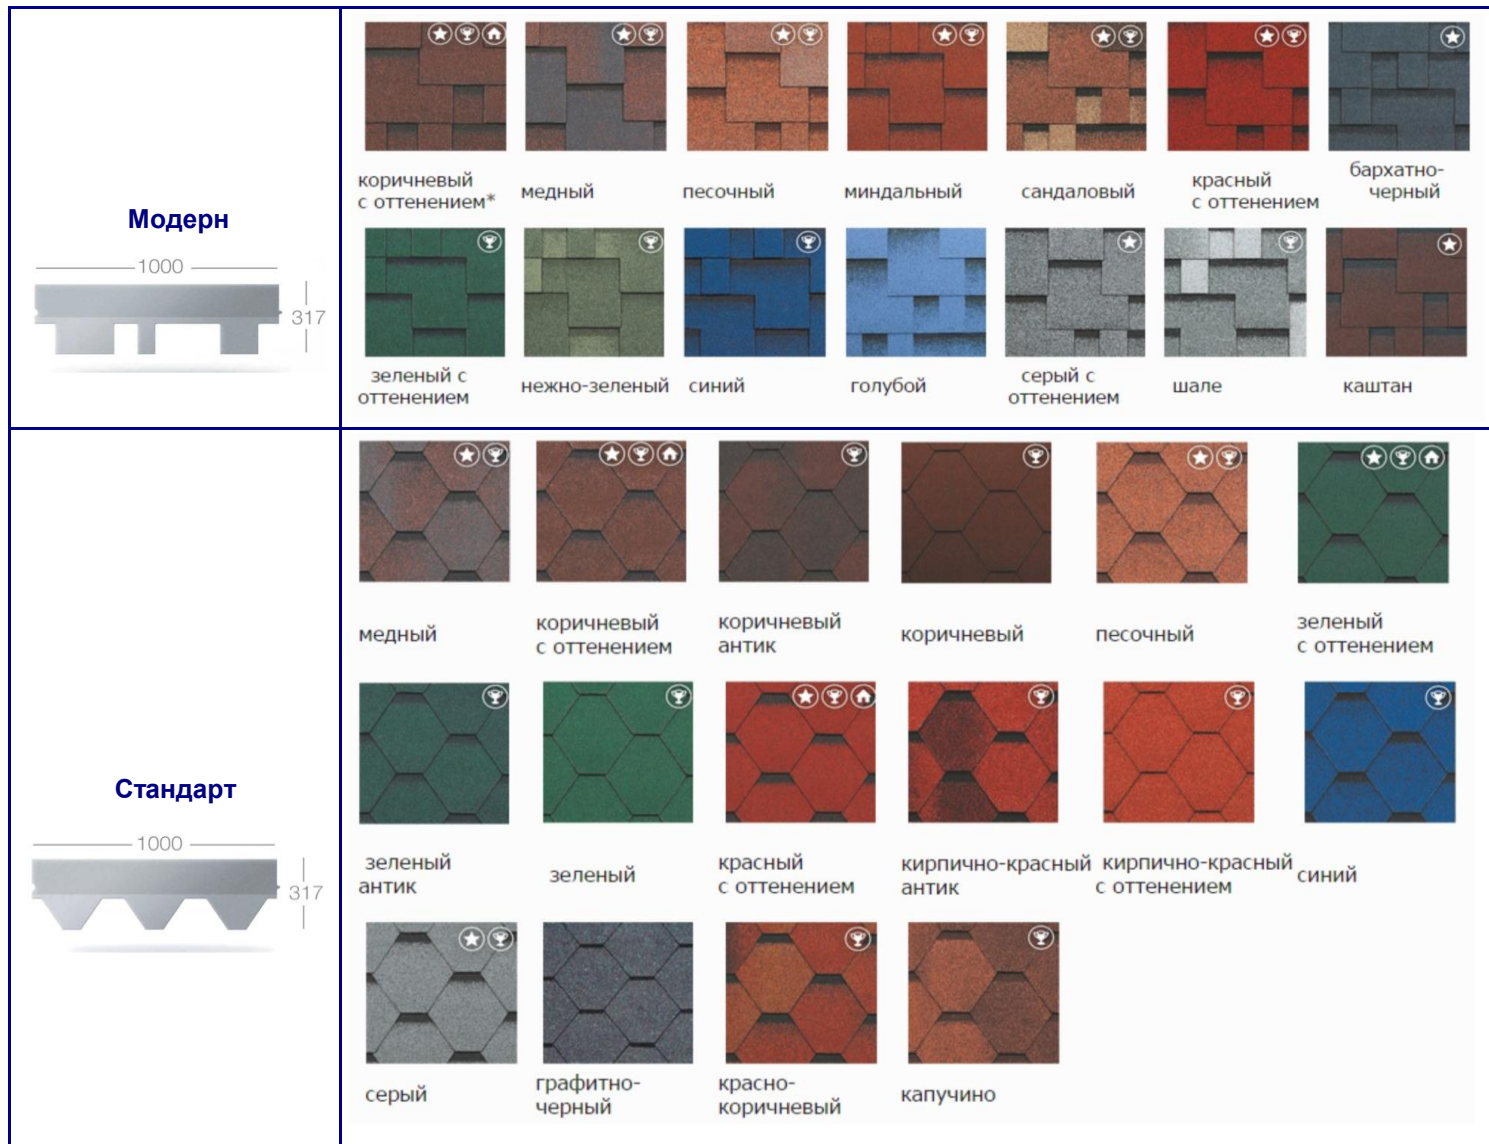 Модерн
1000
317
коричневый
с оттенением*
медный
песочный
миндальный
сандаловый
красный
с оттенением
бархатно-
черный
зеленый с
оттенением
нежно-зеленый
синий
голубой
серый с
оттенением
шале
каштан
Стандарт
1000
317
медный
коричневый
с оттенением
коричневый
антик
коричневый
песочный
зеленый
с оттенением
зеленый
антик
зеленый
красный
с оттенением
кирпично-красный
антик
кирпично-красный
с оттенением
синий
серый
графитно-
черный
красно-
коричневый
капучино